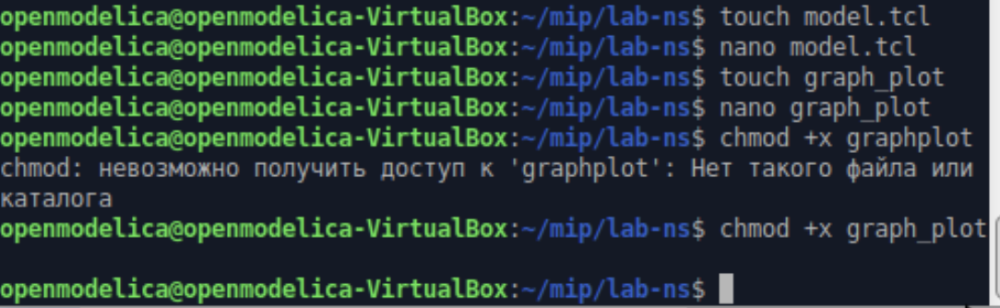 openmodelica@openmodelica-VirtualBox:~/mip/lab-ns$ touch model.tcl
openmodelica@openmodelica-VirtualBox:~/mip/lab-ns$ nano model.tcl
openmodelica@openmodelica-VirtualBox:~/mip/lab-ns$ touch graph_plot
openmodelica@openmodelica-VirtualBox:~/mip/lab-ns$ nano graph_plot
openmodelica@openmodelica-VirtualBox:~/mip/lab-ns$ chmod +x graphplot
chmod: невозможно получить доступ к 'graphplot': Нет такого файла или
каталога
openmodelica@openmodelica-VirtualBox:~/mip/lab-ns$ chmod +x graph_plot
openmodelica@openmodelica-VirtualBox:~/mip/lab-ns$